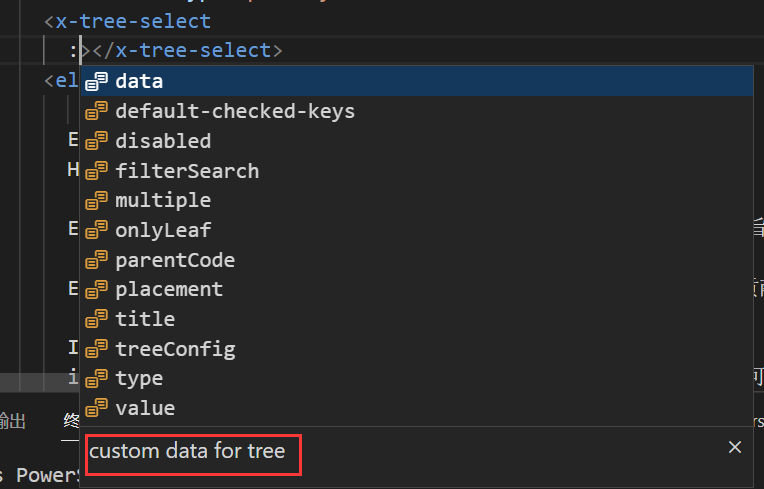 <x-tree-select
:></x-tree-select>
<el
data
default-checked-keys
E
disabled
H
filterSearch
multiple
E
onlyLeaf
parentCode
E
placement
title
I
treeConfig
i
type
value
输出
终
custom data for tree
PowerS